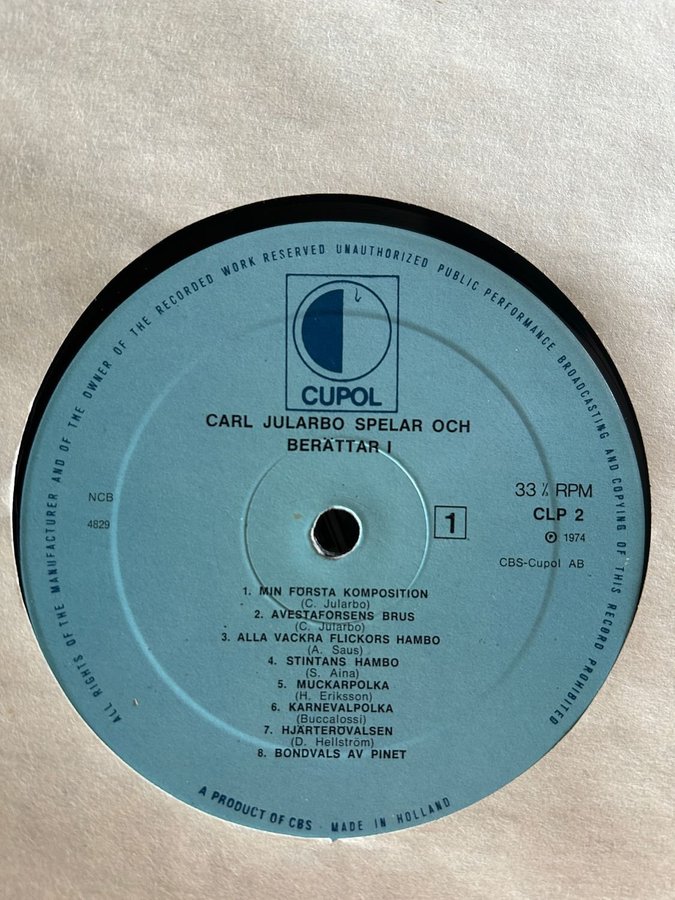 ALL RIGHTS OF THE MANUFACTURER AND OF THE OWNER OF THE RECORDED WORK RESERVED UNAUTHORIZED PUBLIC PERFORMANCE BROADCASTING AND COPYING OF THIS RECORD PROHIBITED
CUPOL
CARL JULARBO SPELAR OCH
BERÄTTAR I
NCB
4829
1
33⅓ RPM
CLP 2
℗ 1974
CBS-Cupol AB
1. MIN FÖRSTA KOMPOSITION
(C. Jularbo)
2. AVESTAFORSENS BRUS
(C. Jularbo)
3. ALLA VACKRA FLICKORS HAMBO
(A. Saus)
4. STINTANS HAMBO
(S. Aina)
5. MUCKARPOLKA
(H. Eriksson)
6. KARNEVALPOLKA
(Buccalossi)
7. HJÄRTERÖVALSEN
(D. Hellström)
8. BONDVALS AV PINET
A PRODUCT OF CBS · MADE IN HOLLAND